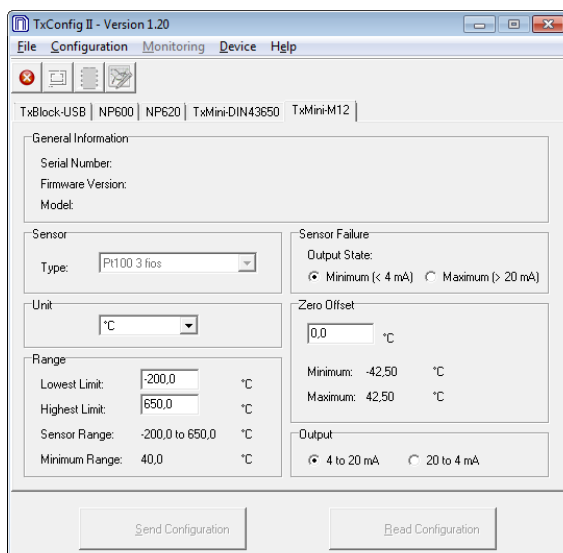 TxConfig II - Version 1.20
File Configuration Monitoring Device Help
TxBlock-USB NP600 NP620 TxMini-DIN43650 TxMini-M12
General Information
Serial Number:
Firmware Version:
Model:
Sensor
Type: Pt100 3 fios
Sensor Failure
Output State:
Minimum (< 4 mA) Maximum (> 20 mA)
Unit
°C
Zero Offset
0,0 °C
Minimum: -42,50 °C
Maximum: 42,50 °C
Range
Lowest Limit: -200,0 °C
Highest Limit: 650,0 °C
Sensor Range: -200,0 to 650,0 °C
Minimum Range: 40,0 °C
Output
4 to 20 mA 20 to 4 mA
Send Configuration Read Configuration